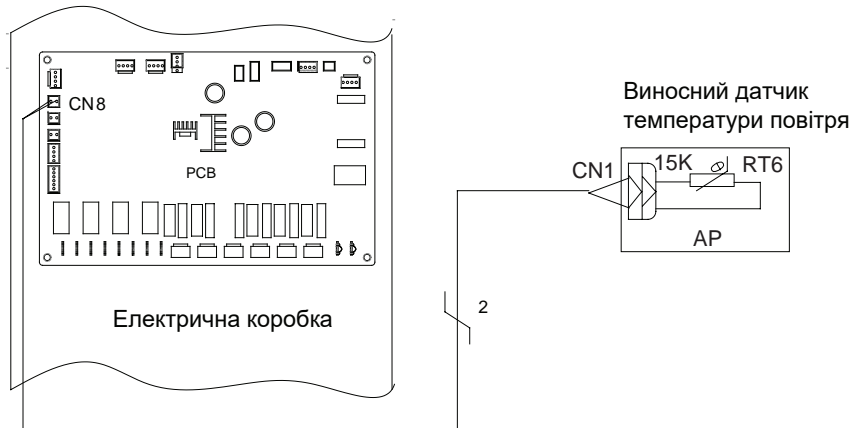 CN8
PCB
Електрична коробка
Виносний датчик
температури повітря
CN1
15K
RT6
AP
2